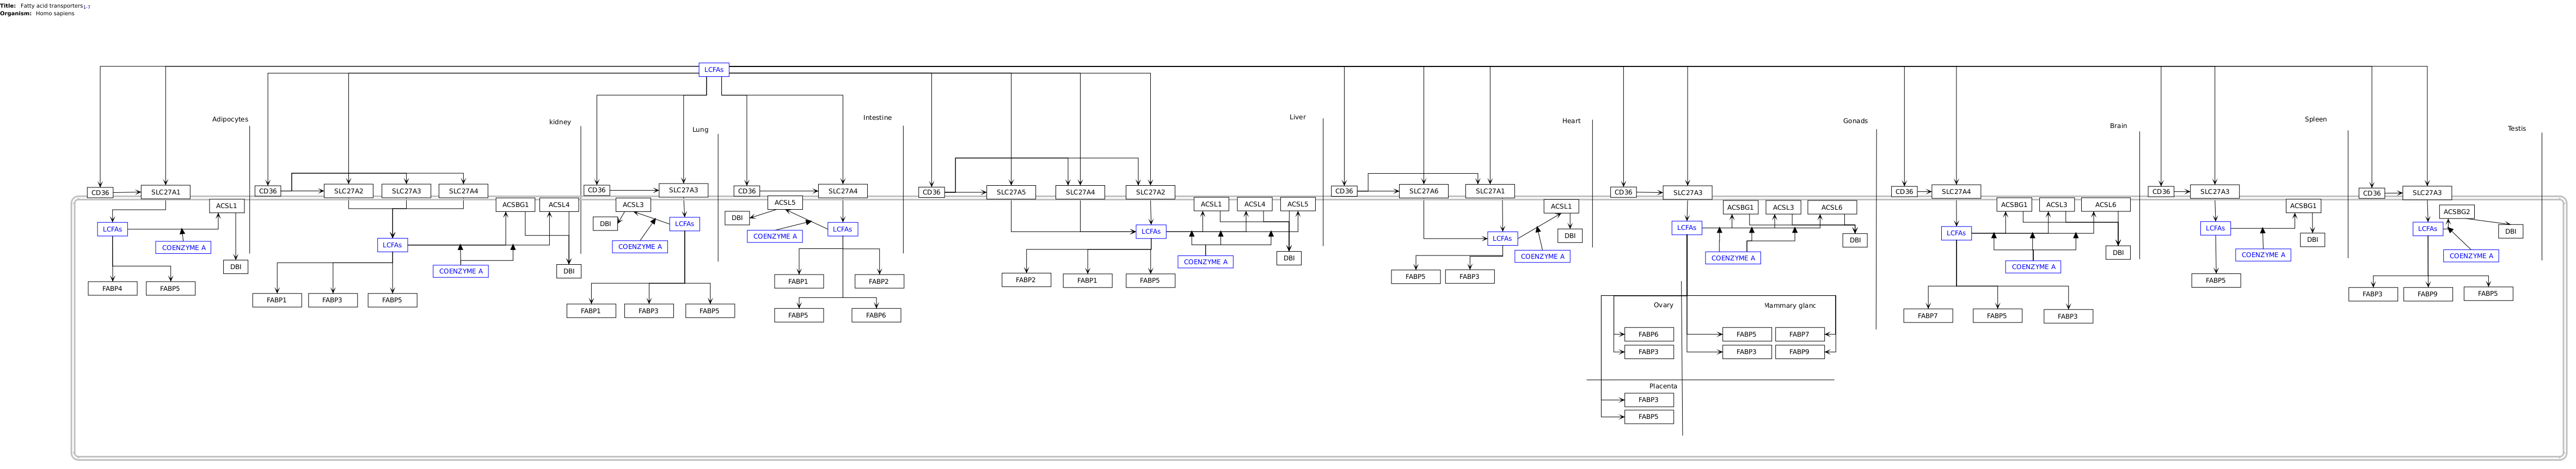 Title: Fatty acid transporters1-3
Organism: Homo sapiens
LCFAs
Adipocytes
kidney
Lung
Intestine
Liver
Heart
Gonads
Brain
Spleen
Testis
CD36
SLC27A1
ACSL1
LCFAs
COENZYME A
DBI
FABP4
FABP5
CD36
SLC27A2
SLC27A3
SLC27A4
ACSBG1
ACSL4
LCFAs
COENZYME A
DBI
FABP1
FABP3
FABP5
CD36
SLC27A3
ACSL3
DBI
LCFAs
COENZYME A
FABP1
FABP3
FABP5
CD36
SLC27A4
ACSL5
DBI
LCFAs
COENZYME A
FABP1
FABP2
FABP5
FABP6
CD36
SLC27A5
SLC27A4
SLC27A2
ACSL1
ACSL4
ACSL5
LCFAs
COENZYME A
DBI
FABP2
FABP1
FABP5
CD36
SLC27A6
SLC27A1
ACSL1
LCFAs
DBI
COENZYME A
FABP5
FABP3
CD36
SLC27A3
ACSBG1
ACSL3
ACSL6
LCFAs
DBI
COENZYME A
Ovary
Mammary glanc
FABP6
FABP5
FABP7
FABP3
FABP3
FABP9
Placenta
FABP3
FABP5
CD36
SLC27A4
ACSBG1
ACSL3
ACSL6
LCFAs
DBI
COENZYME A
FABP7
FABP5
FABP3
CD36
SLC27A3
ACSBG1
LCFAs
DBI
COENZYME A
FABP5
CD36
SLC27A3
ACSBG2
LCFAs
DBI
COENZYME A
FABP3
FABP9
FABP5